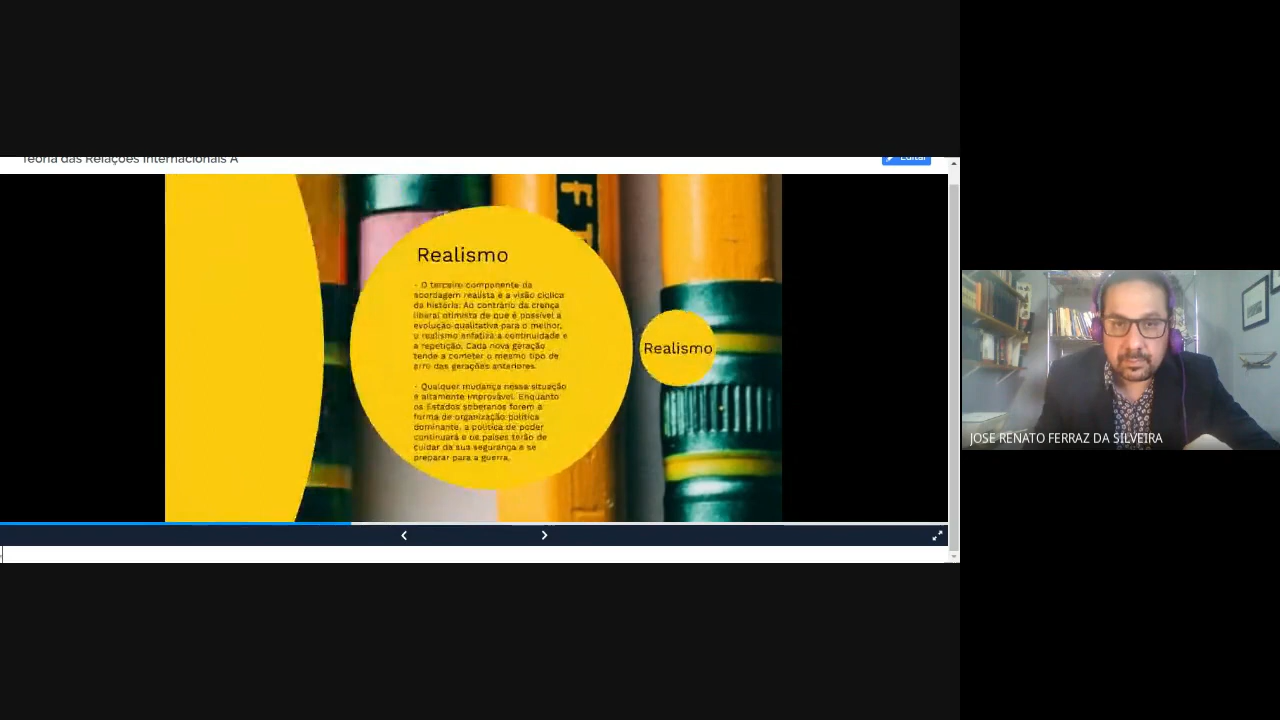 Teoria das Relações Internacionais A
Editar
Realismo
- O terceiro componente da
abordagem realista é a visão cíclica
da história. Ao contrário da crença
liberal otimista de que é possível a
evolução qualitativa para o melhor,
o realismo enfatiza a continuidade e
a repetição. Cada nova geração
tende a cometer o mesmo tipo de
erro das gerações anteriores.
- Qualquer mudança nessa situação
é altamente improvável. Enquanto
os Estados soberanos forem a
forma de organização política
dominante, a política de poder
continuará e os países terão de
cuidar da sua segurança e se
preparar para a guerra.
Realismo
JOSE RENATO FERRAZ DA SILVEIRA